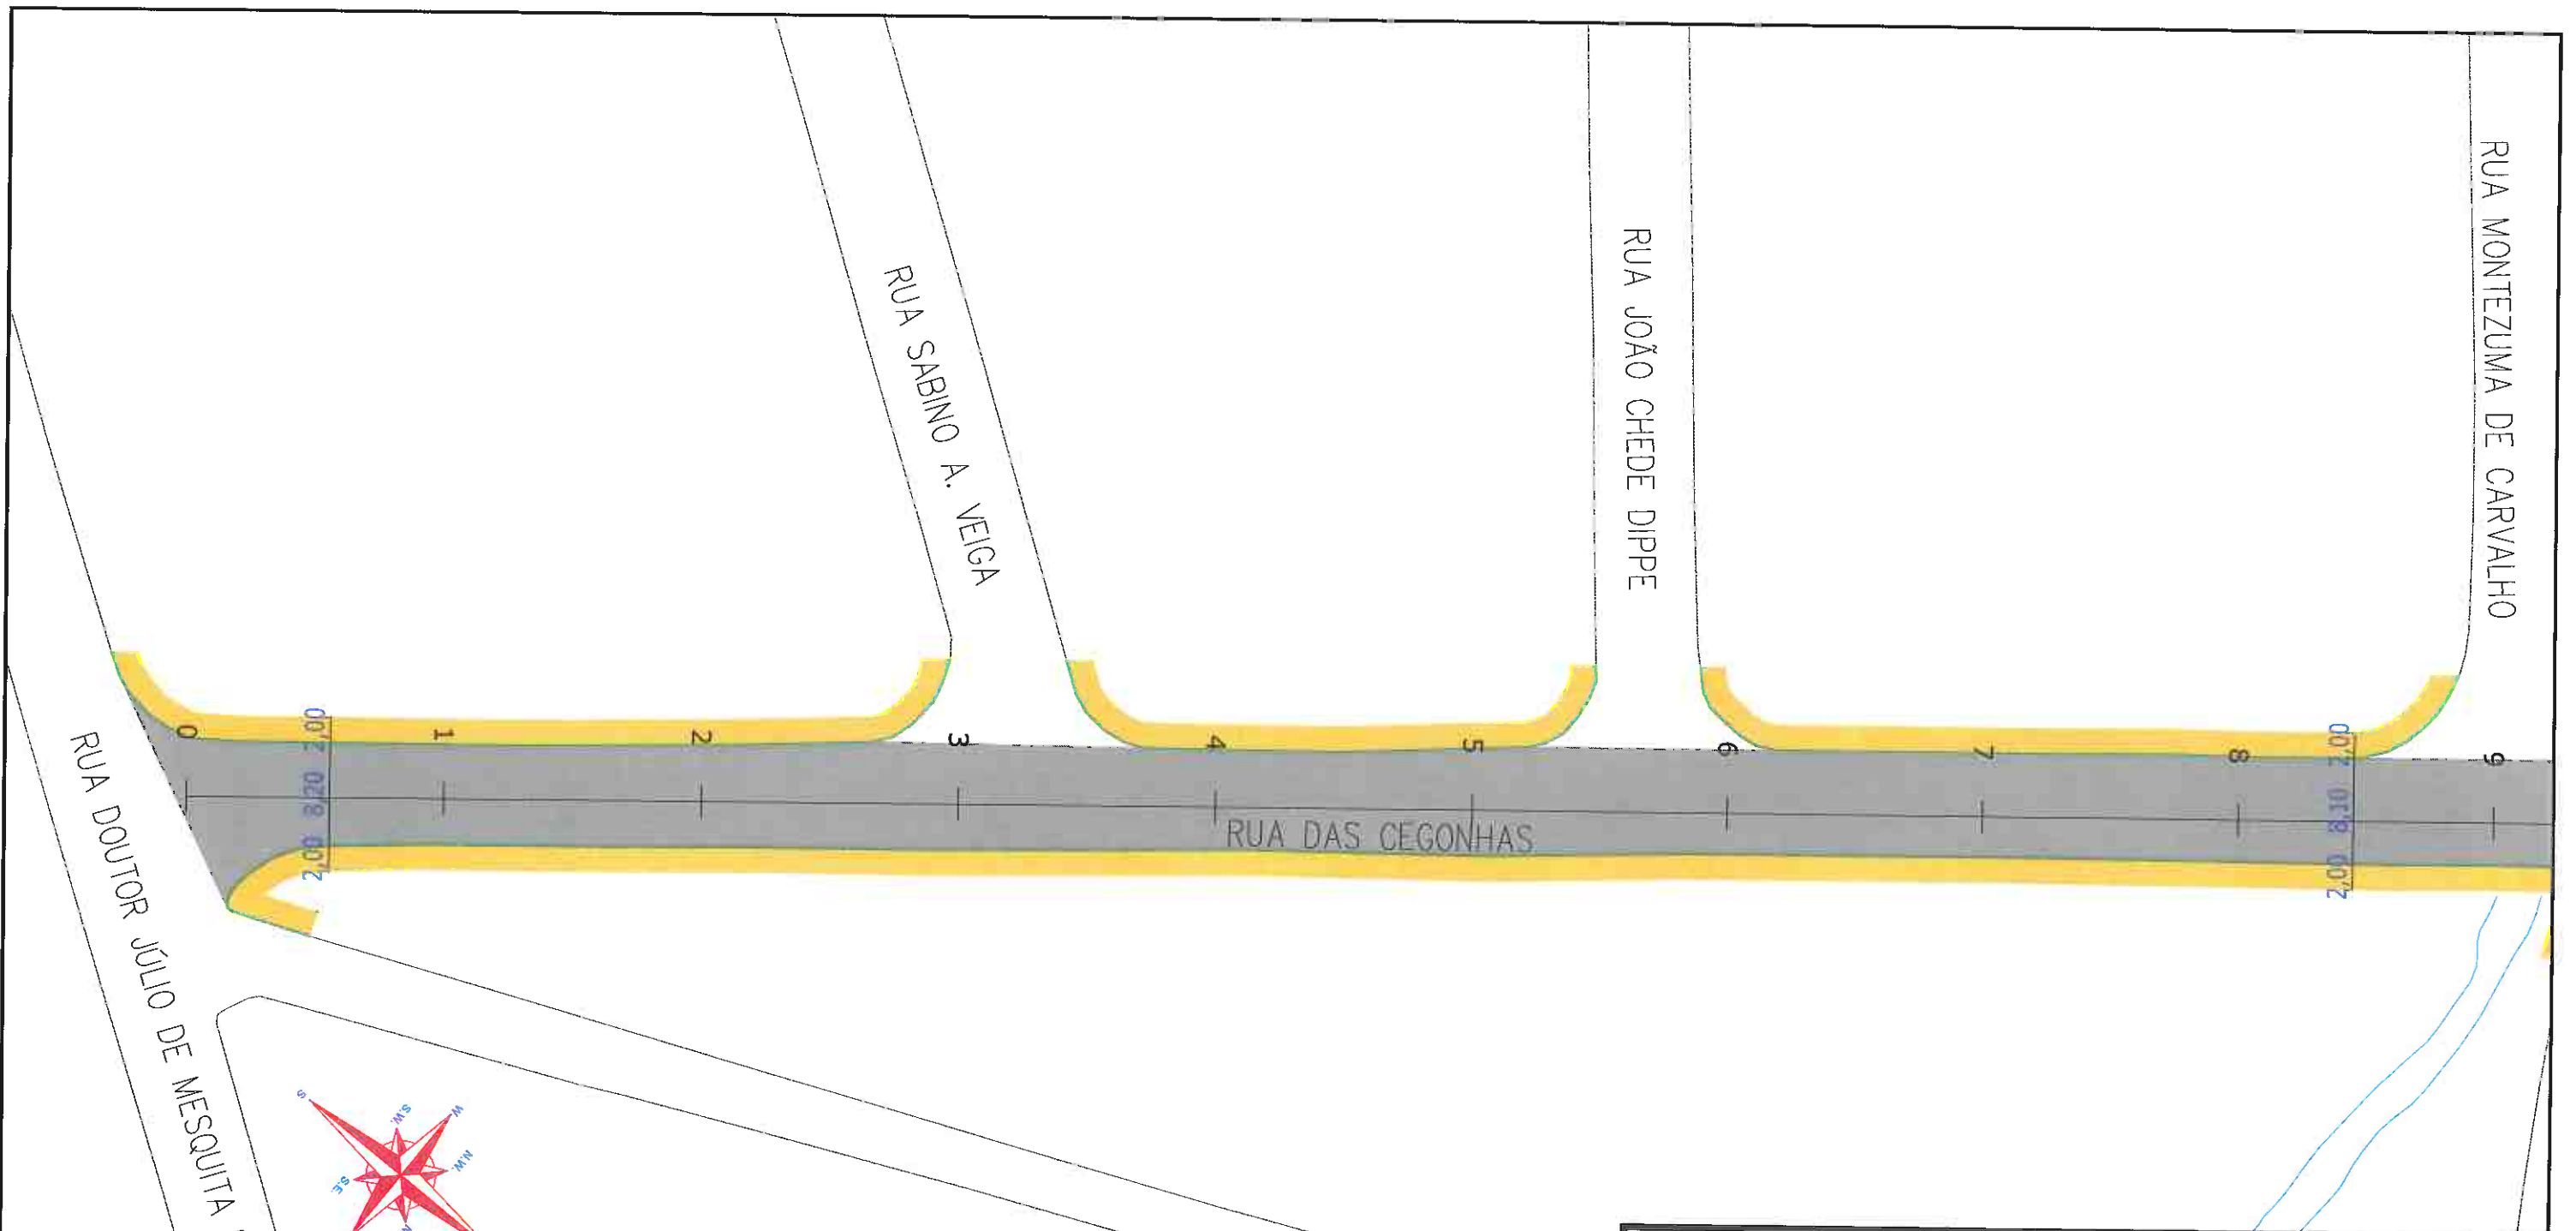 RUA SABINO A. VEIGA
RUA JOÃO CHEDE DIPPE
RUA MONTEZUMA DE CARVALHO
0
1
2
3
4
5
6
7
8
9
2,00
8,20
2,00
2,00
8,10
2,00
RUA DAS CEGONHAS
RUA DOUTOR JÚLIO DE MESQUITA
S
S.W.
W
N.W.
S.E.